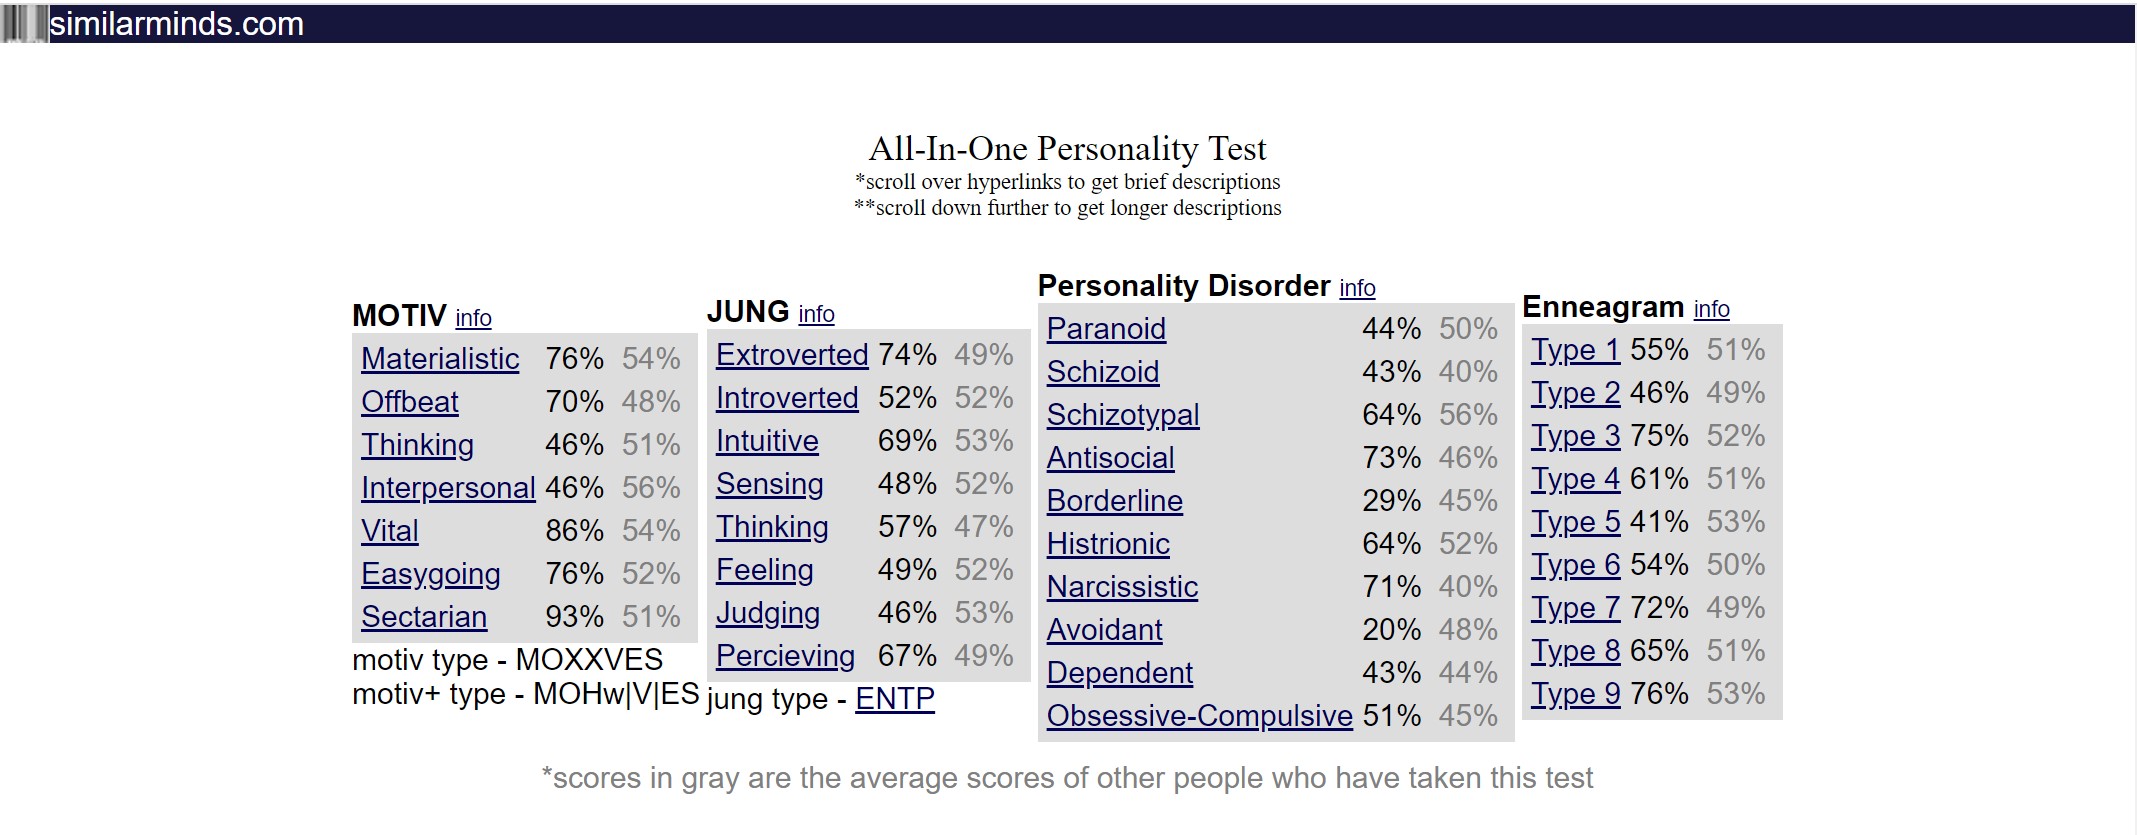 similarminds.com
All-In-One Personality Test
*scroll over hyperlinks to get brief descriptions
**scroll down further to get longer descriptions
MOTIV info
Materialistic 76% 54%
Offbeat 70% 48%
Thinking 46% 51%
Interpersonal 46% 56%
Vital 86% 54%
Easygoing 76% 52%
Sectarian 93% 51%
motiv type - MOXXVES
motiv+ type - MOHw|V|ES
JUNG info
Extroverted 74% 49%
Introverted 52% 52%
Intuitive 69% 53%
Sensing 48% 52%
Thinking 57% 47%
Feeling 49% 52%
Judging 46% 53%
Percieving 67% 49%
jung type - ENTP
Personality Disorder info
Paranoid 44% 50%
Schizoid 43% 40%
Schizotypal 64% 56%
Antisocial 73% 46%
Borderline 29% 45%
Histrionic 64% 52%
Narcissistic 71% 40%
Avoidant 20% 48%
Dependent 43% 44%
Obsessive-Compulsive 51% 45%
Enneagram info
Type 1 55% 51%
Type 2 46% 49%
Type 3 75% 52%
Type 4 61% 51%
Type 5 41% 53%
Type 6 54% 50%
Type 7 72% 49%
Type 8 65% 51%
Type 9 76% 53%
*scores in gray are the average scores of other people who have taken this test